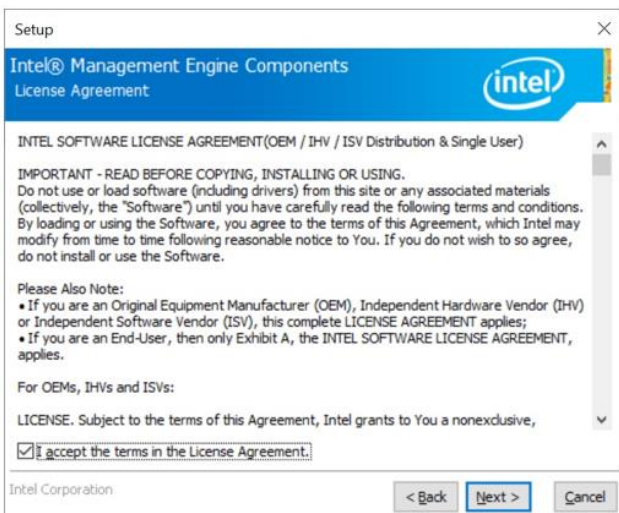 Setup
Intel® Management Engine Components
License Agreement
intel
INTEL SOFTWARE LICENSE AGREEMENT(OEM / IHV / ISV Distribution & Single User)
IMPORTANT - READ BEFORE COPYING, INSTALLING OR USING.
Do not use or load software (including drivers) from this site or any associated materials
(collectively, the "Software") until you have carefully read the following terms and conditions.
By loading or using the Software, you agree to the terms of this Agreement, which Intel may
modify from time to time following reasonable notice to You. If you do not wish to so agree,
do not install or use the Software.
Please Also Note:
• If you are an Original Equipment Manufacturer (OEM), Independent Hardware Vendor (IHV)
or Independent Software Vendor (ISV), this complete LICENSE AGREEMENT applies;
• If you are an End-User, then only Exhibit A, the INTEL SOFTWARE LICENSE AGREEMENT,
applies.
For OEMs, IHVs and ISVs:
LICENSE. Subject to the terms of this Agreement, Intel grants to You a nonexclusive,
I accept the terms in the License Agreement.
Intel Corporation
< Back Next > Cancel